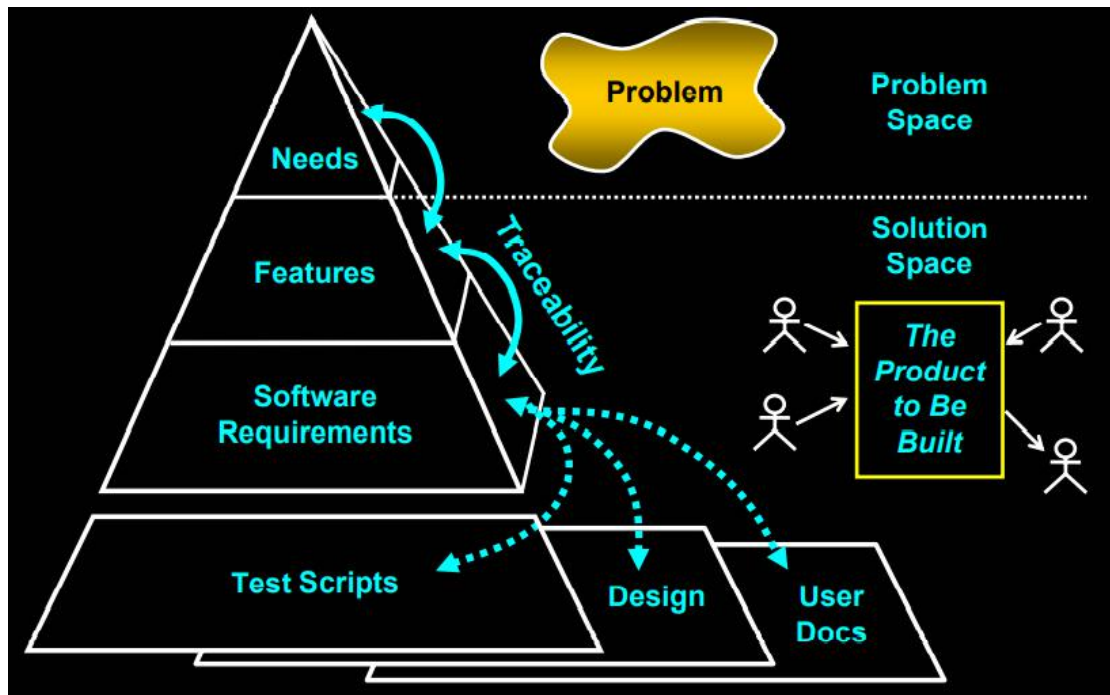 Problem
Problem
Space
Needs
Traceability
Solution
Space
Features
The
Product
to Be
Built
Software
Requirements
Test Scripts
Design
User
Docs